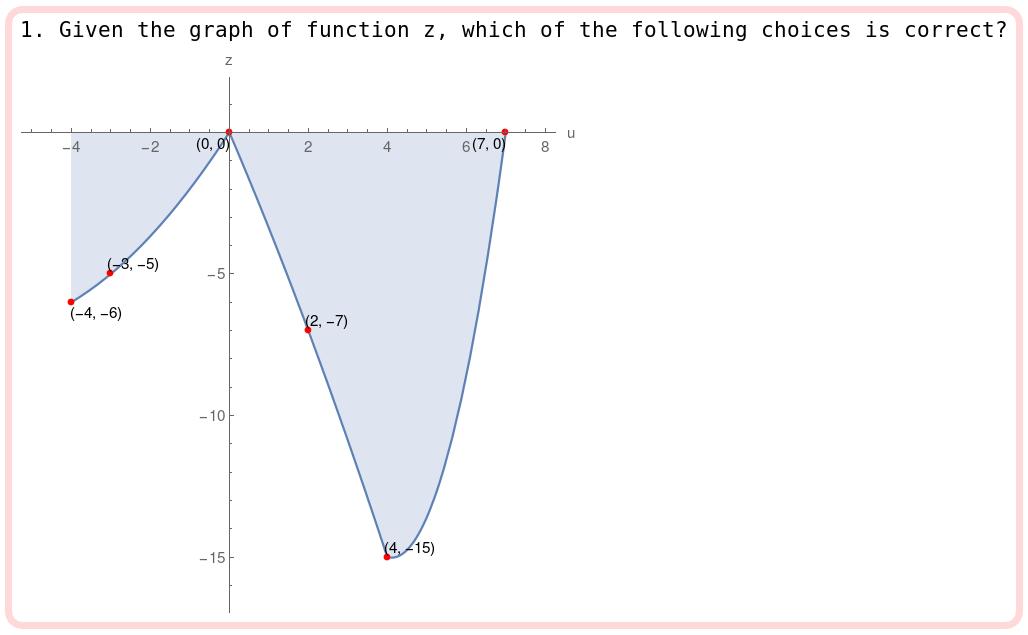 1. Given the graph of function z, which of the following choices is correct?
z
u
(0, 0)
(7, 0)
−4 −2 2 4 6 8
(−3, −5)
−5
(−4, −6)
(2, −7)
−10
(4, −15)
−15